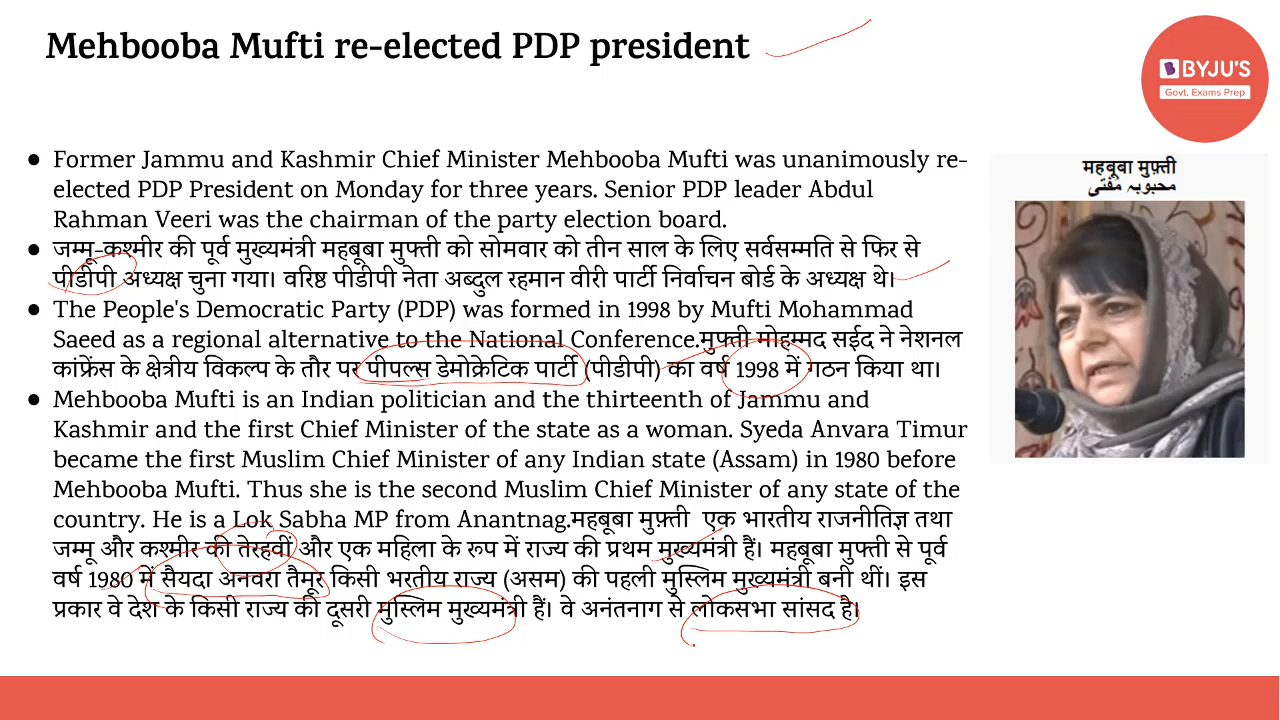 Mehbooba Mufti re-elected PDP president
BYJU'S
Govt. Exams Prep
● Former Jammu and Kashmir Chief Minister Mehbooba Mufti was unanimously re-
elected PDP President on Monday for three years. Senior PDP leader Abdul
Rahman Veeri was the chairman of the party election board.
● जम्मू-कश्मीर की पूर्व मुख्यमंत्री महबूबा मुफ्ती को सोमवार को तीन साल के लिए सर्वसम्मति से फिर से
पीडीपी अध्यक्ष चुना गया। वरिष्ठ पीडीपी नेता अब्दुल रहमान वीरी पार्टी निर्वाचन बोर्ड के अध्यक्ष थे।
● The People's Democratic Party (PDP) was formed in 1998 by Mufti Mohammad
Saeed as a regional alternative to the National Conference.मुफ्ती मोहम्मद सईद ने नेशनल
कांफ्रेंस के क्षेत्रीय विकल्प के तौर पर पीपल्स डेमोक्रेटिक पार्टी (पीडीपी) का वर्ष 1998 में गठन किया था।
● Mehbooba Mufti is an Indian politician and the thirteenth of Jammu and
Kashmir and the first Chief Minister of the state as a woman. Syeda Anvara Timur
became the first Muslim Chief Minister of any Indian state (Assam) in 1980 before
Mehbooba Mufti. Thus she is the second Muslim Chief Minister of any state of the
country. He is a Lok Sabha MP from Anantnag.महबूबा मुफ़्ती एक भारतीय राजनीतिज्ञ तथा
जम्मू और कश्मीर की तेरहवीं और एक महिला के रूप में राज्य की प्रथम मुख्यमंत्री हैं। महबूबा मुफ्ती से पूर्व
वर्ष 1980 में सैयदा अनवरा तैमूर किसी भरतीय राज्य (असम) की पहली मुस्लिम मुख्यमंत्री बनी थीं। इस
प्रकार वे देश के किसी राज्य की दूसरी मुस्लिम मुख्यमंत्री हैं। वे अनंतनाग से लोकसभा सांसद है।
महबूबा मुफ़्ती
محبوبہ مفتی